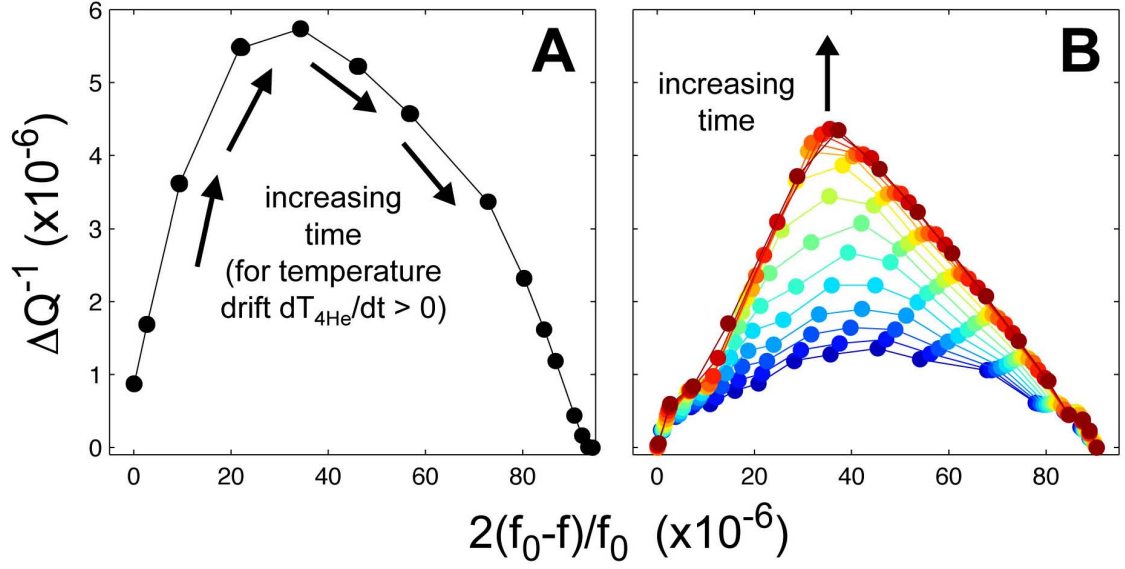 6
5
4
3
2
1
0
ΔQ⁻¹ (x10⁻⁶)
A
increasing
time
(for temperature
drift dT₄He/dt > 0)
0 20 40 60 80
B
increasing
time
0 20 40 60 80
2(f₀-f)/f₀ (x10⁻⁶)